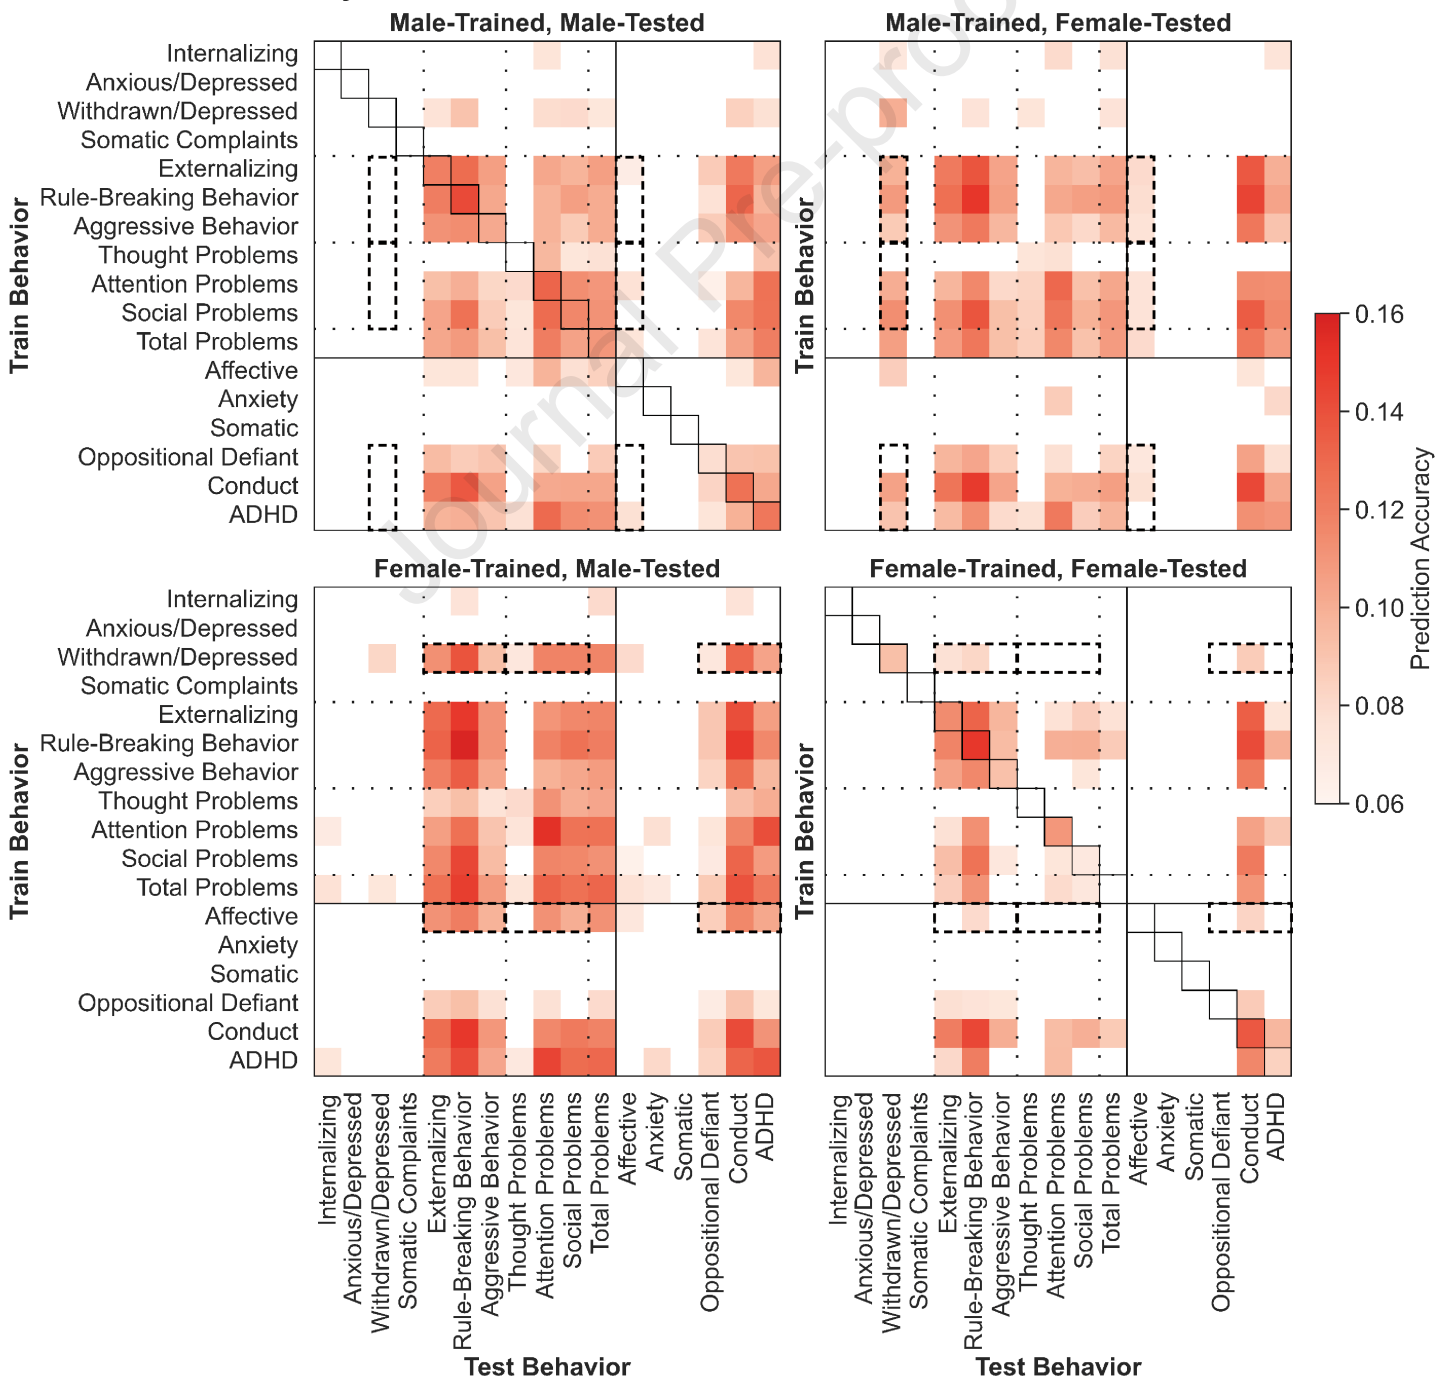 Male-Trained, Male-Tested
Male-Trained, Female-Tested
Train Behavior
Internalizing
Anxious/Depressed
Withdrawn/Depressed
Somatic Complaints
Externalizing
Rule-Breaking Behavior
Aggressive Behavior
Thought Problems
Attention Problems
Social Problems
Total Problems
Affective
Anxiety
Somatic
Oppositional Defiant
Conduct
ADHD
Train Behavior
Journal Pre-proo
0.16
0.14
0.12
0.10
0.08
0.06
Prediction Accuracy
Female-Trained, Male-Tested
Female-Trained, Female-Tested
Train Behavior
Internalizing
Anxious/Depressed
Withdrawn/Depressed
Somatic Complaints
Externalizing
Rule-Breaking Behavior
Aggressive Behavior
Thought Problems
Attention Problems
Social Problems
Total Problems
Affective
Anxiety
Somatic
Oppositional Defiant
Conduct
ADHD
Train Behavior
Internalizing
Anxious/Depressed
Withdrawn/Depressed
Somatic Complaints
Externalizing
Rule-Breaking Behavior
Aggressive Behavior
Thought Problems
Attention Problems
Social Problems
Total Problems
Affective
Anxiety
Somatic
Oppositional Defiant
Conduct
ADHD
Test Behavior
Internalizing
Anxious/Depressed
Withdrawn/Depressed
Somatic Complaints
Externalizing
Rule-Breaking Behavior
Aggressive Behavior
Thought Problems
Attention Problems
Social Problems
Total Problems
Affective
Anxiety
Somatic
Oppositional Defiant
Conduct
ADHD
Test Behavior